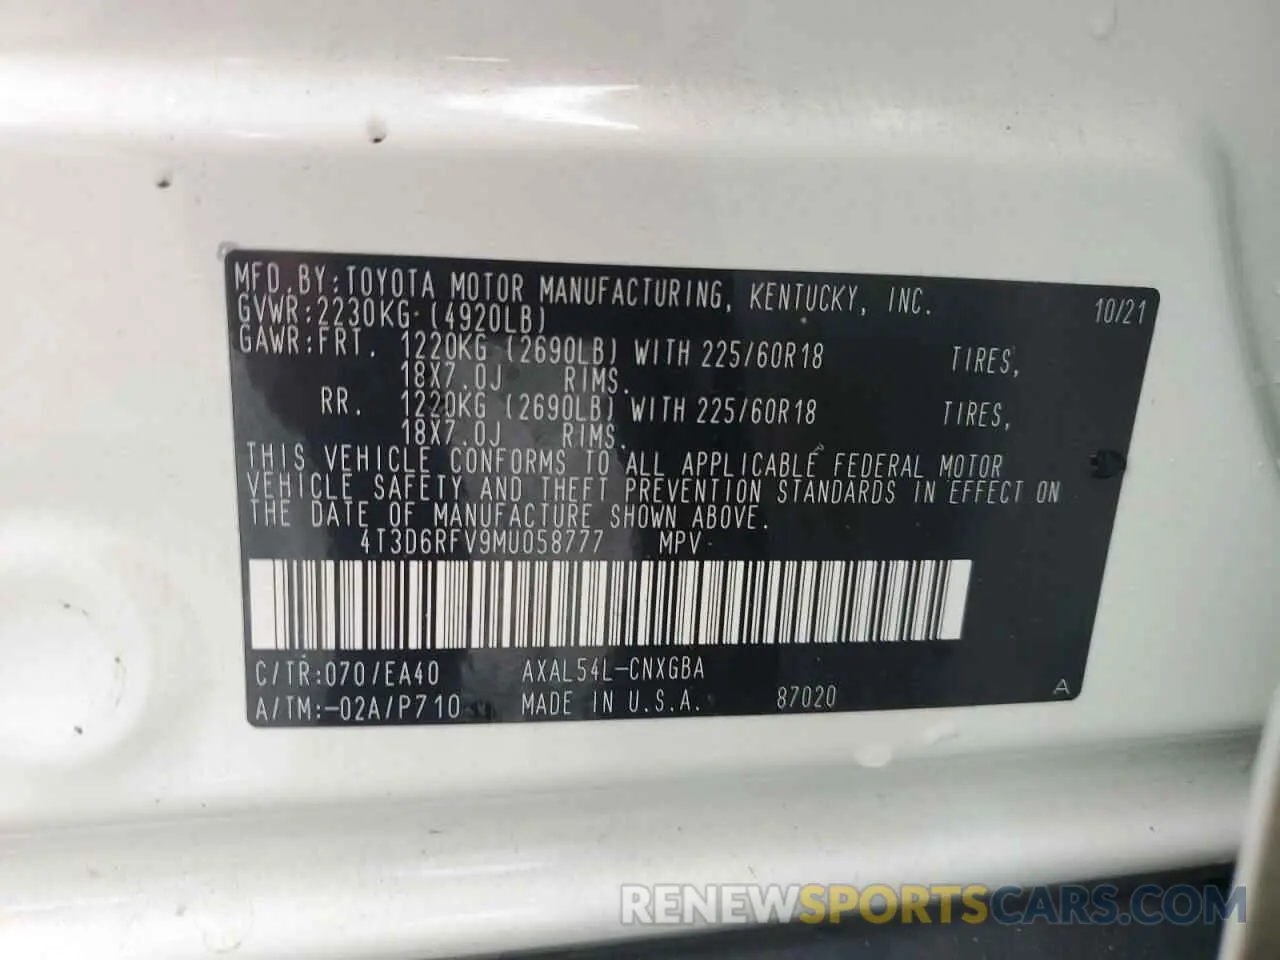 MFD.BY:TOYOTA MOTOR MANUFACTURING, KENTUCKY, INC. 10/21
GVWR:2230KG (4920LB)
GAWR:FRT. 1220KG (2690LB) WITH 225/60R18 TIRES,
18X7.0J RIMS.
RR. 1220KG (2690LB) WITH 225/60R18 TIRES,
18X7.0J RIMS.
THIS VEHICLE CONFORMS TO ALL APPLICABLE FEDERAL MOTOR
VEHICLE SAFETY AND THEFT PREVENTION STANDARDS IN EFFECT ON
THE DATE OF MANUFACTURE SHOWN ABOVE.
4T3D6RFV9MU058777 MPV
C/TR:070/EA40 AXAL54L-CNXGBA
A/TM:-02A/P710 MADE IN U.S.A. 87020 A
RENEWSPORTSCARS.COM